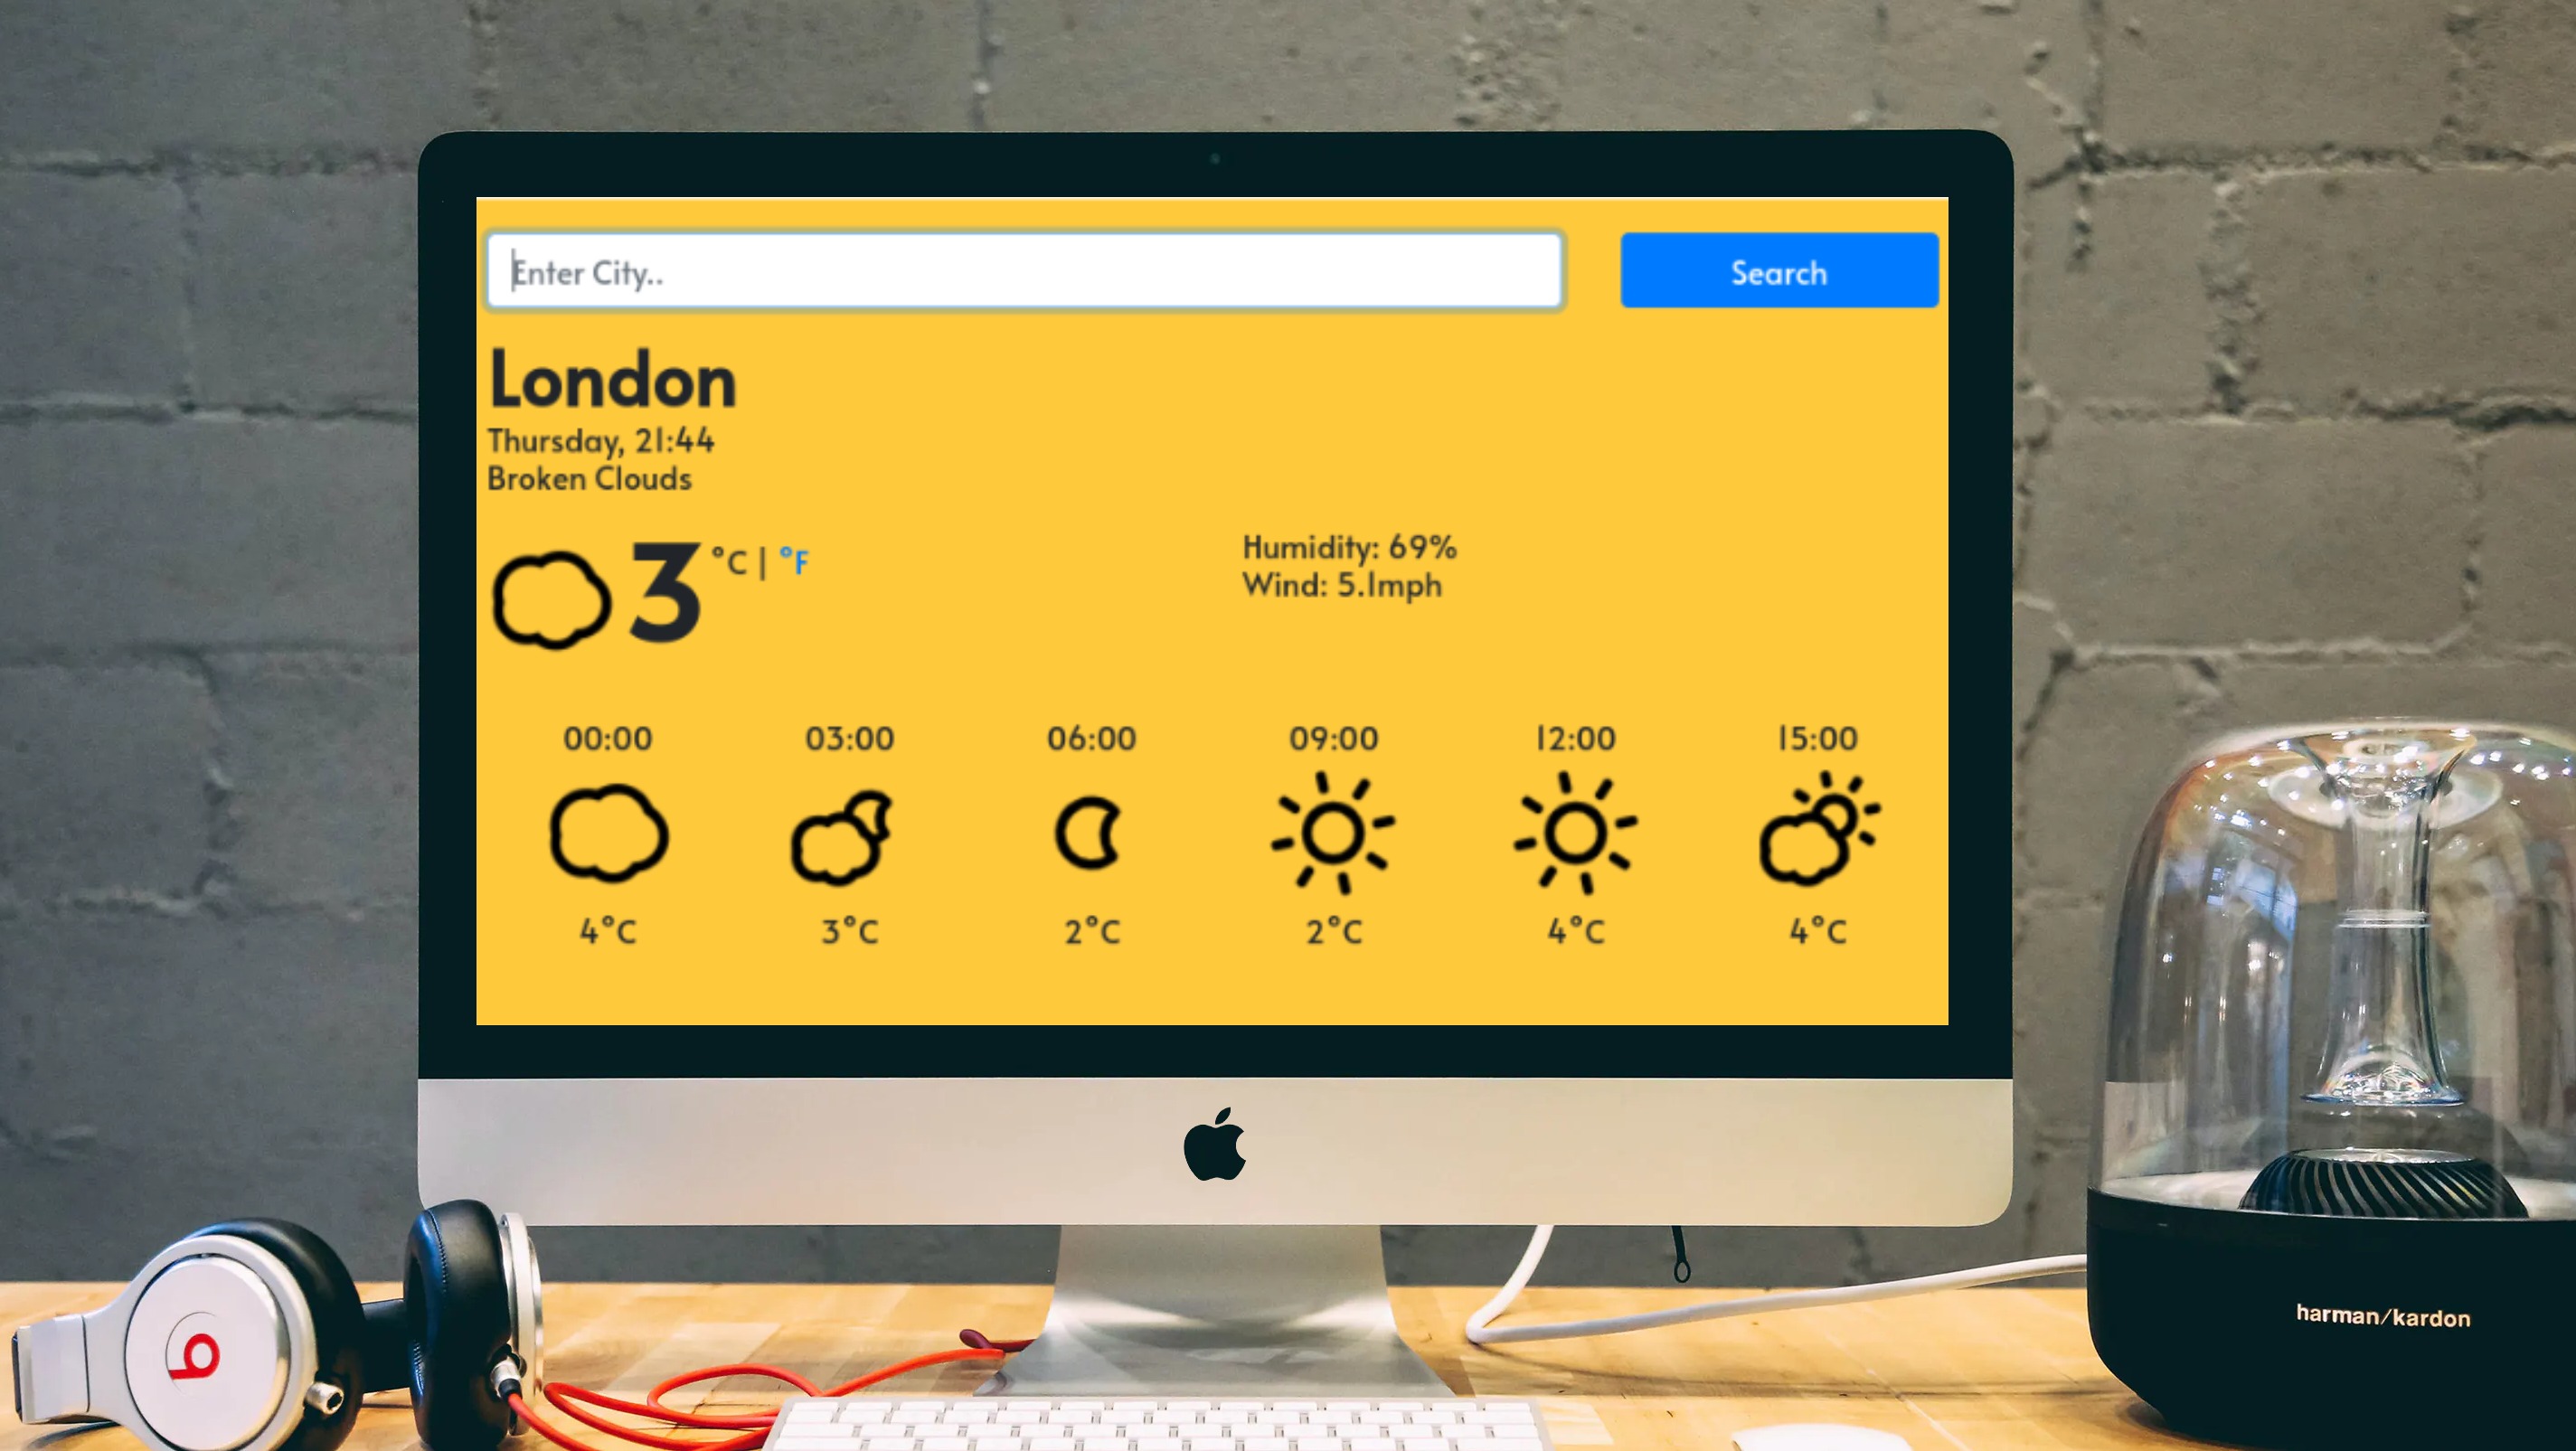 Enter City..
Search
London
Thursday, 21:44
Broken Clouds
3 °C | °F
Humidity: 69%
Wind: 5.1mph
00:00 03:00 06:00 09:00 12:00 15:00
4°C 3°C 2°C 2°C 4°C 4°C
b
harman/kardon